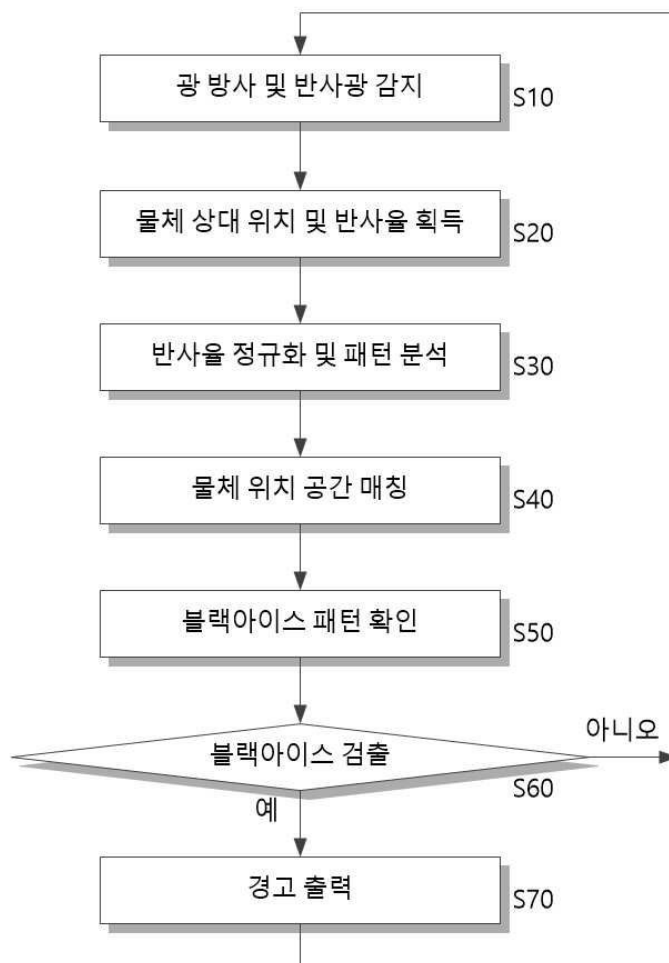 광 방사 및 반사광 감지
S10
물체 상대 위치 및 반사율 획득
S20
반사율 정규화 및 패턴 분석
S30
물체 위치 공간 매칭
S40
블랙아이스 패턴 확인
S50
아니오
블랙아이스 검출
S60
예
경고 출력
S70